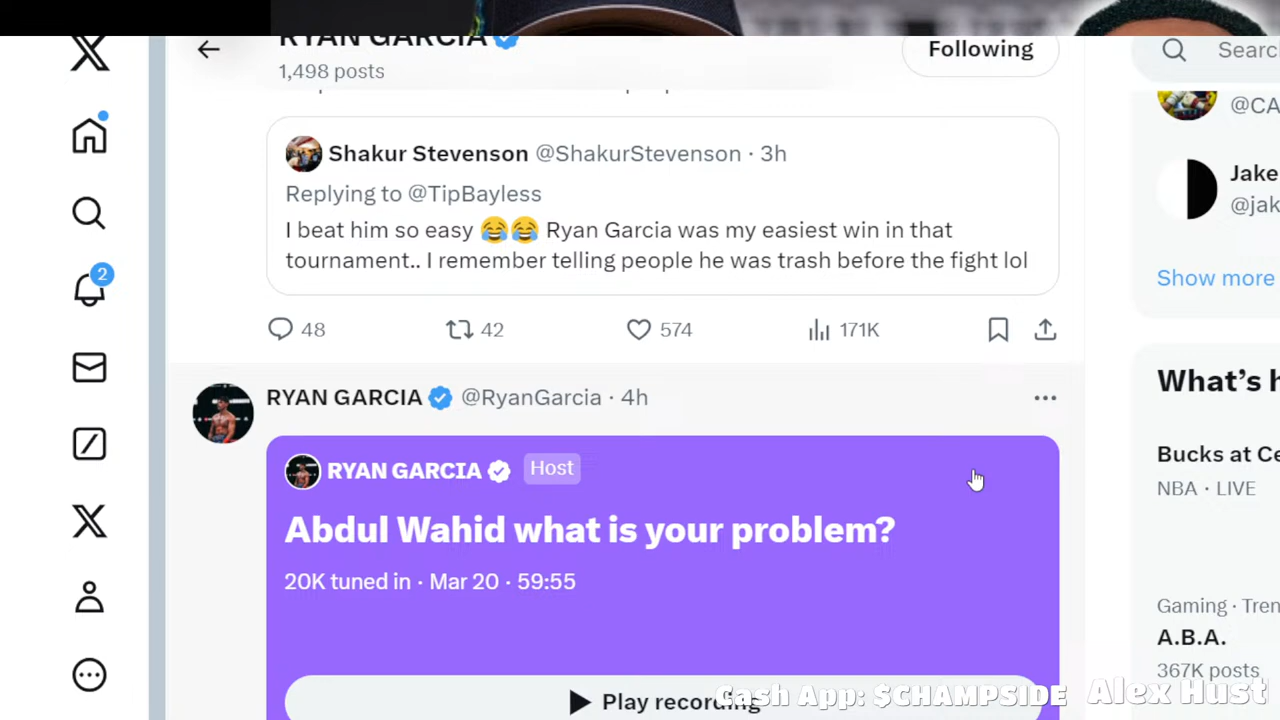 RYAN GARCIA
1,498 posts
Following
Search
@CA
Shakur Stevenson @ShakurStevenson · 3h
Replying to @TipBayless
I beat him so easy 😂😂 Ryan Garcia was my easiest win in that
tournament.. I remember telling people he was trash before the fight lol
Jake
@jak
Show more
48
42
574
171K
2
RYAN GARCIA @RyanGarcia · 4h
RYAN GARCIA Host
Abdul Wahid what is your problem?
20K tuned in · Mar 20 · 59:55
Play recording
What's h
Bucks at Ce
NBA · LIVE
Gaming · Tren
A.B.A.
367K posts
Cash App: $CHAMPSIDE Alex Hust